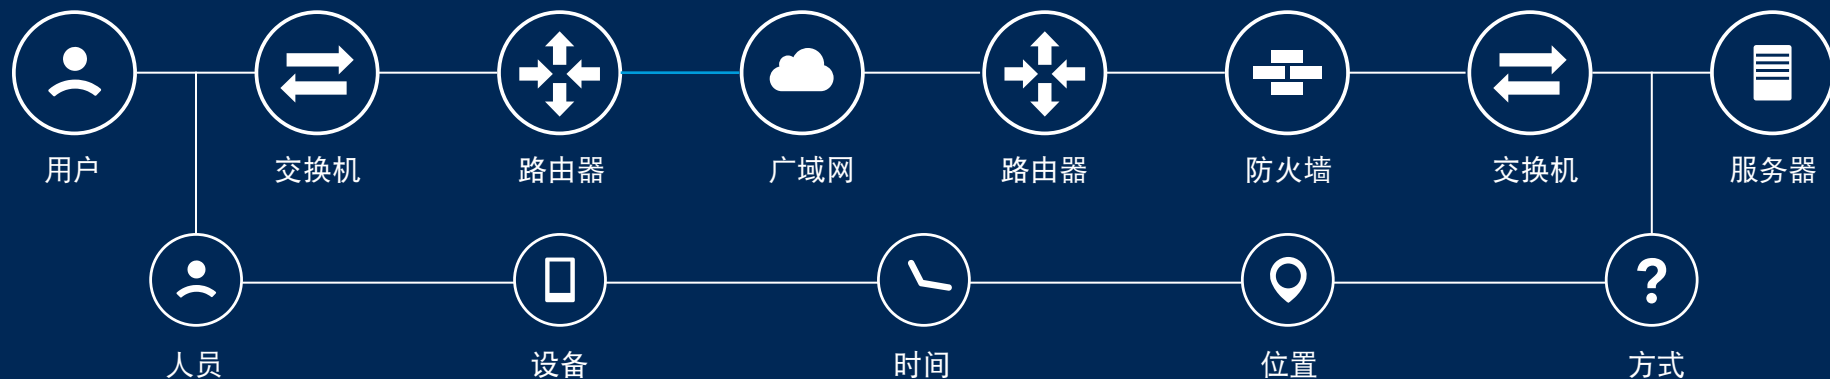 用户 交换机 路由器 广域网 路由器 防火墙 交换机 服务器
人员 设备 时间 位置 方式